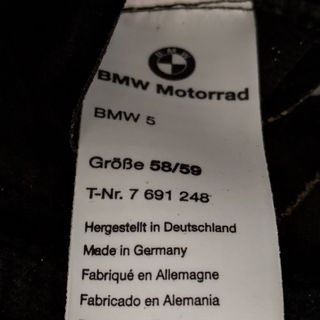 BMW
BMW Motorrad
BMW 5
Größe 58/59
T-Nr. 7 691 248
Hergestellt in Deutschland
Made in Germany
Fabriqué en Allemagne
Fabricado en Alemania